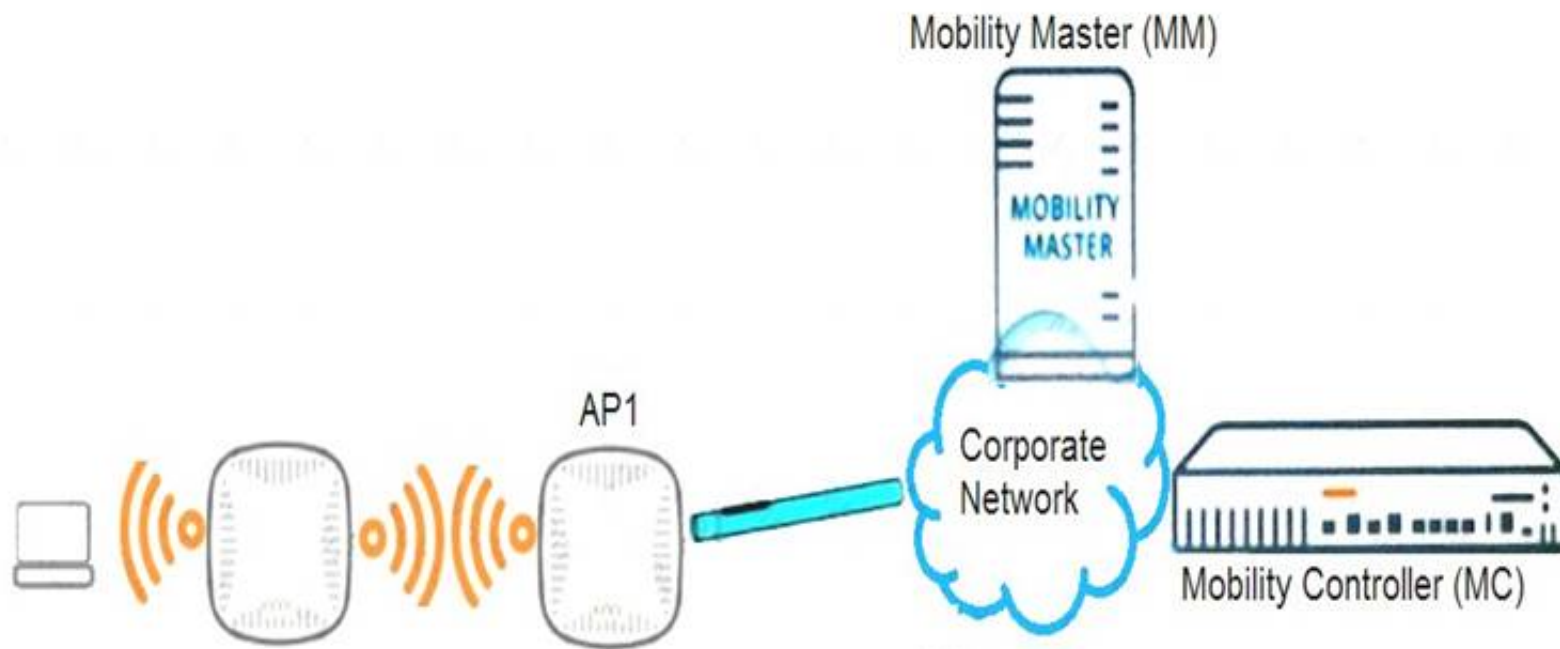 Mobility Master (MM)
MOBILITY
MASTER
AP1
Corporate
Network
Mobility Controller (MC)